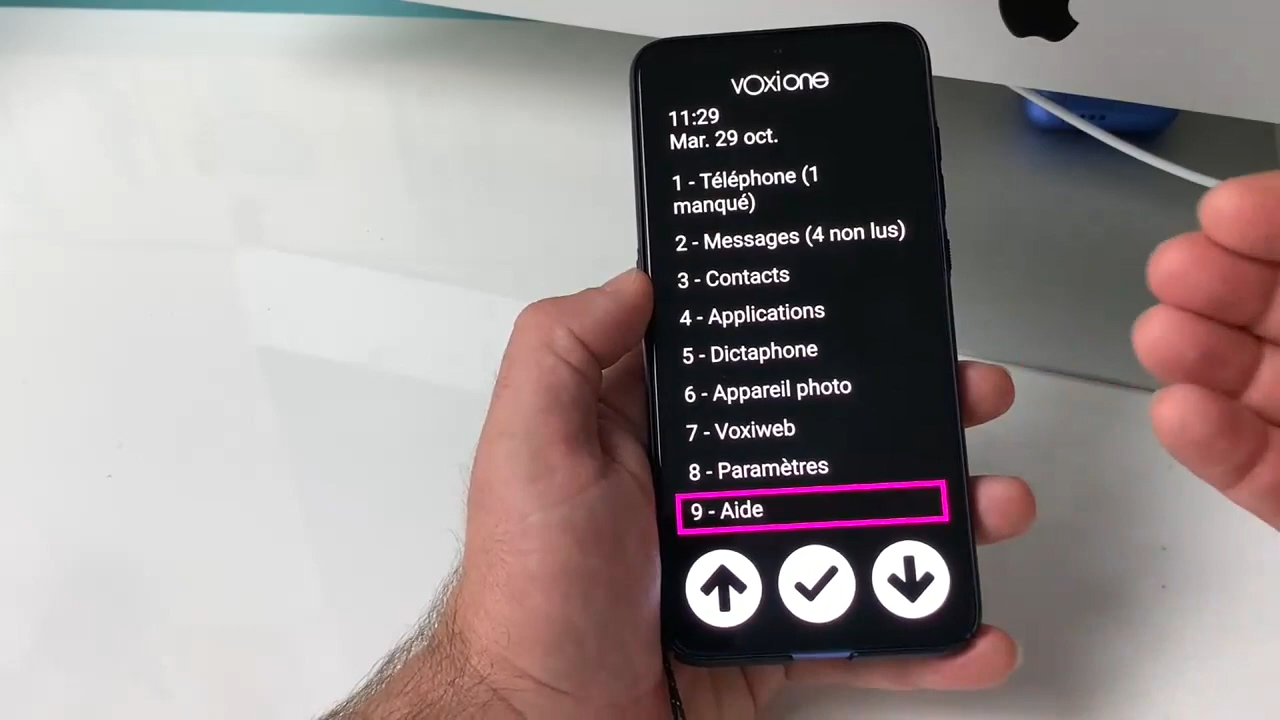 voxione
11:29
Mar. 29 oct.
1 - Téléphone (1
manqué)
2 - Messages (4 non lus)
3 - Contacts
4 - Applications
5 - Dictaphone
6 - Appareil photo
7 - Voxiweb
8 - Paramètres
9 - Aide